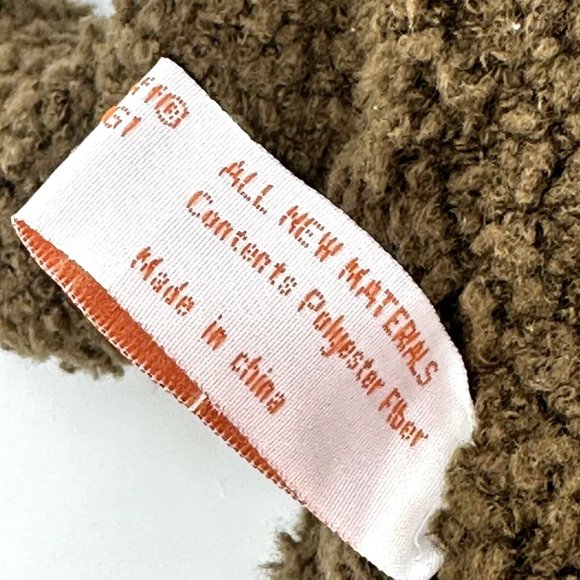 ALL NEW MATERIALS
Contents Polyester Fiber
Made in china